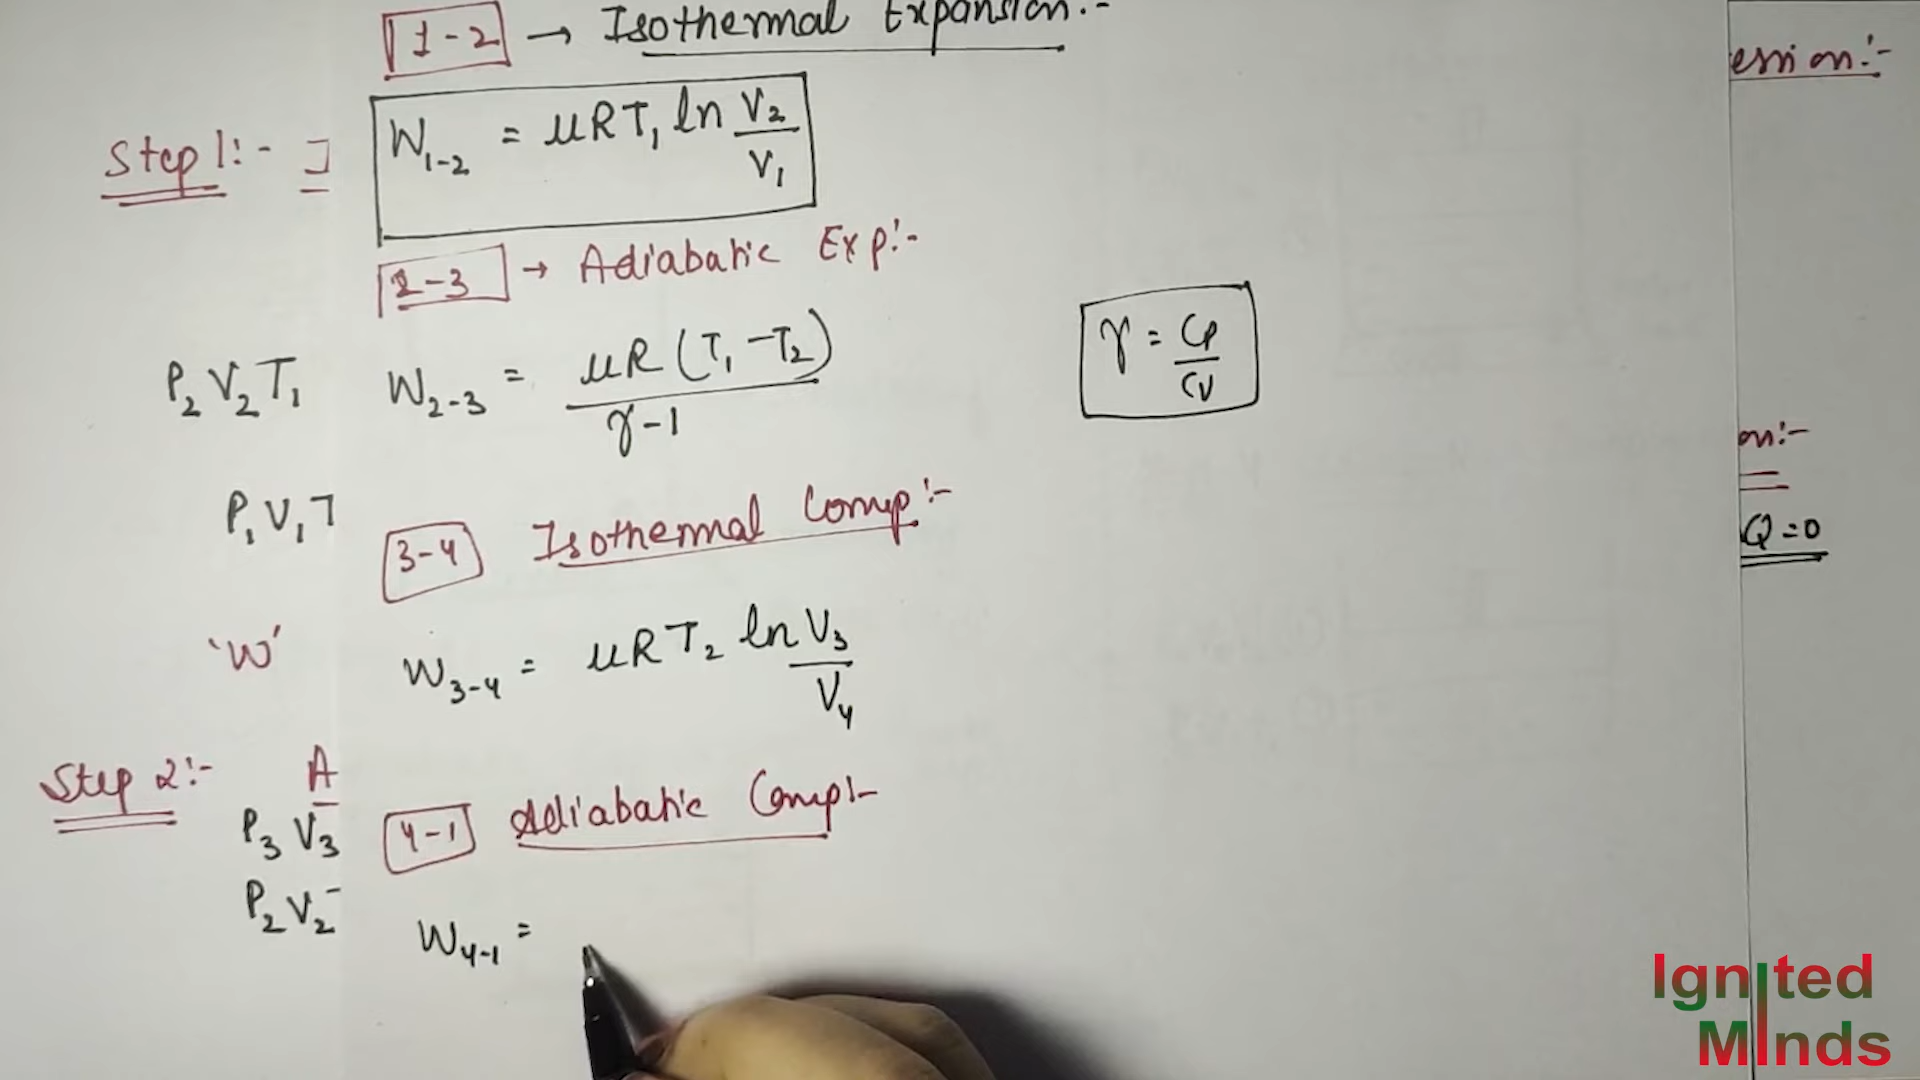 1-2 → Isothermal Expansion:-
Step 1:-
W₁₋₂ = μRT₁ ln V₂/V₁
2-3 → Adiabatic Exp:-
P₂ V₂ T₁
W₂₋₃ = μR (T₁ - T₂)/γ-1
γ = Cp/Cv
P₁ V₁
3-4 Isothermal Comp:-
'W'
W₃₋₄ = μRT₂ ln V₃/V₄
Step 2:- A
P₃ V₃
4-1 Adiabatic Comp:-
P₂ V₂
W₄₋₁ =
on:-
Q = 0
Ignited
Minds